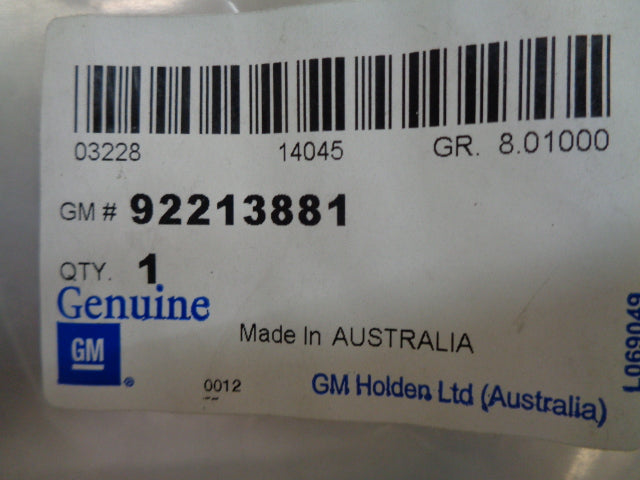 03228 14045 GR. 8.01000
GM # 92213881
QTY. 1
Genuine
GM
Made In AUSTRALIA
0012
GM Holden Ltd (Australia)
L069049